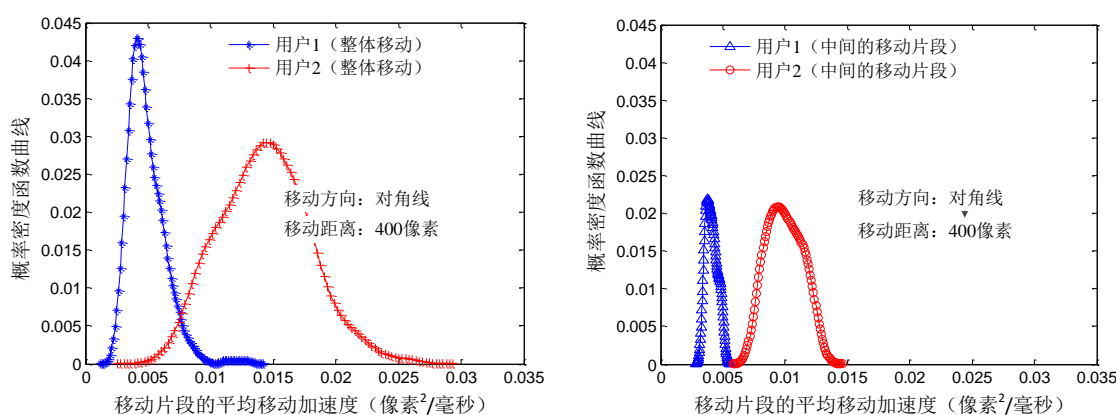 0.045
0.04
0.035
0.03
0.025
0.02
0.015
0.01
0.005
0
概率密度函数曲线
用户1（整体移动）
用户2（整体移动）
移动方向：对角线
移动距离：400像素
0 0.005 0.01 0.015 0.02 0.025 0.03 0.035
移动片段的平均移动加速度（像素²/毫秒）
0.045
0.04
0.035
0.03
0.025
0.02
0.015
0.01
0.005
0
概率密度函数曲线
用户1（中间的移动片段）
用户2（中间的移动片段）
移动方向：对角线
移动距离：400像素
0 0.005 0.01 0.015 0.02 0.025 0.03 0.035
移动片段的平均移动加速度（像素²/毫秒）